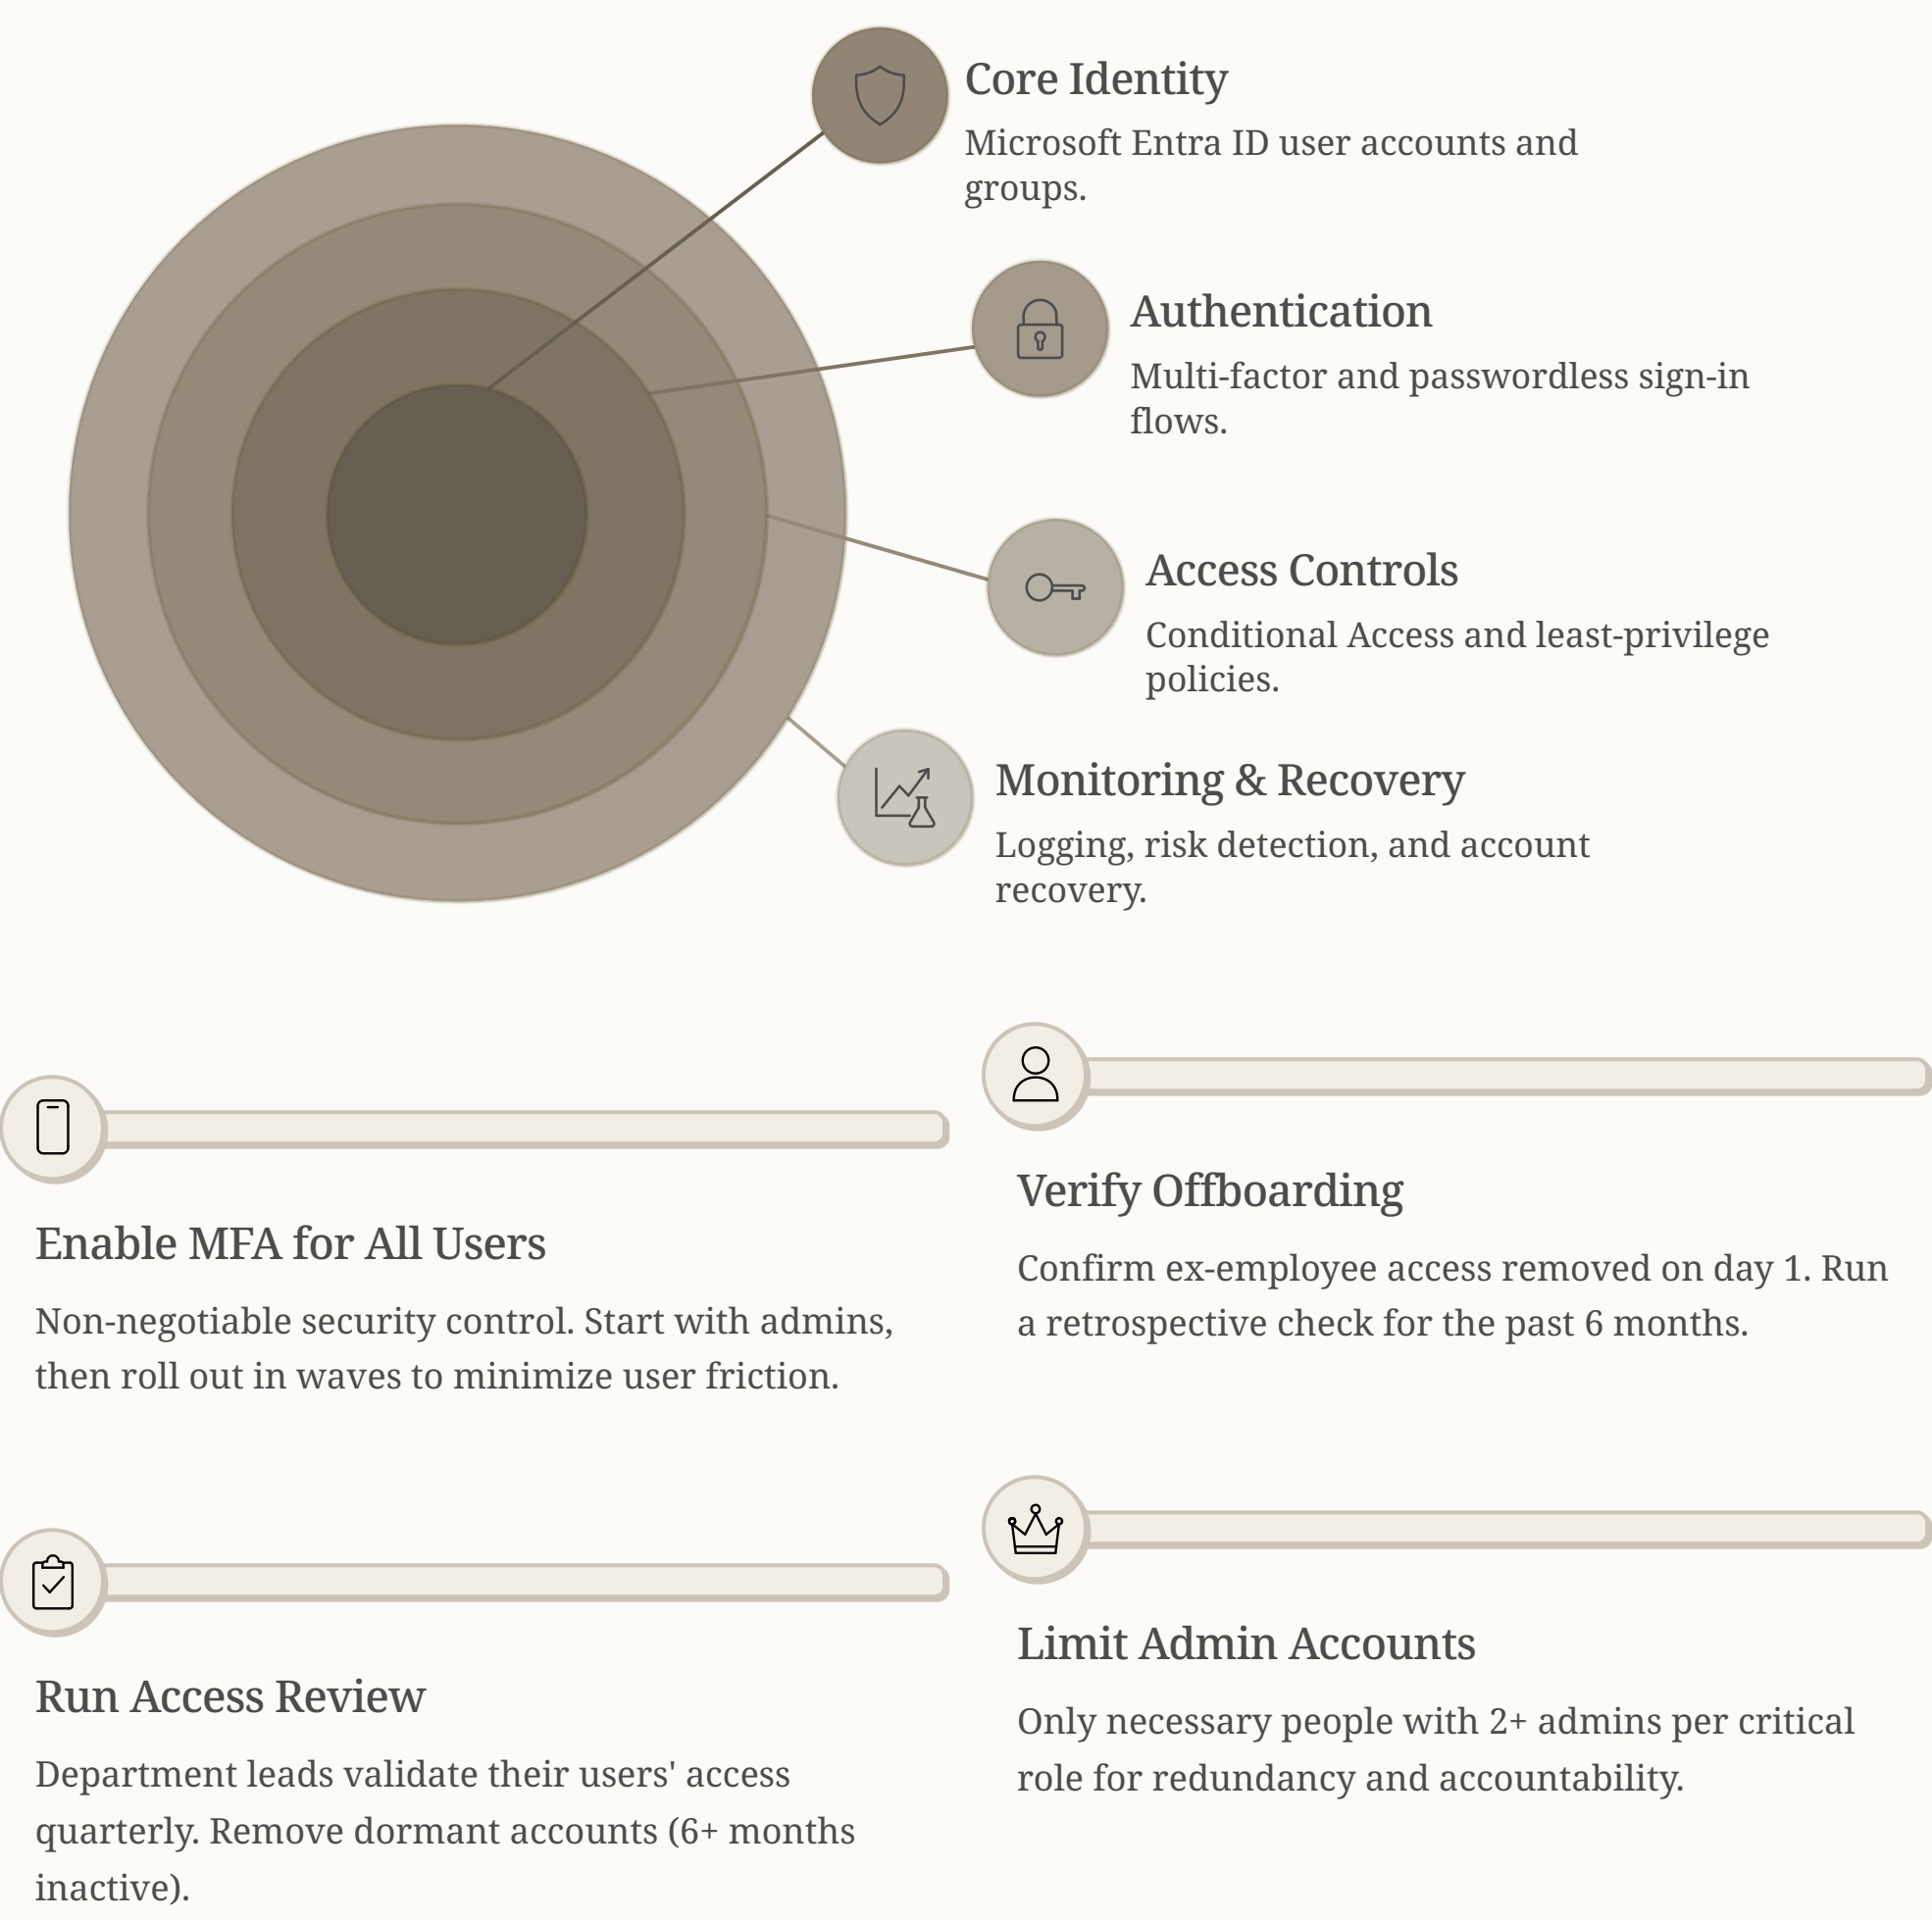 Core Identity
Microsoft Entra ID user accounts and
groups.
Authentication
Multi-factor and passwordless sign-in
flows.
Access Controls
Conditional Access and least-privilege
policies.
Monitoring & Recovery
Logging, risk detection, and account
recovery.
Enable MFA for All Users
Non-negotiable security control. Start with admins,
then roll out in waves to minimize user friction.
Verify Offboarding
Confirm ex-employee access removed on day 1. Run
a retrospective check for the past 6 months.
Run Access Review
Department leads validate their users' access
quarterly. Remove dormant accounts (6+ months
inactive).
Limit Admin Accounts
Only necessary people with 2+ admins per critical
role for redundancy and accountability.